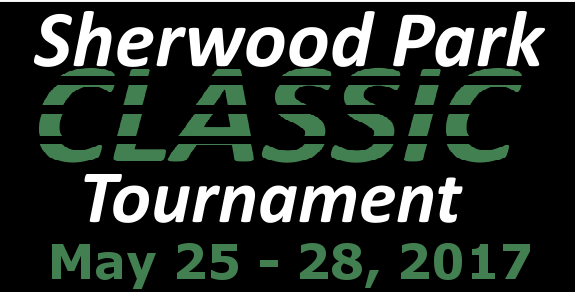 Sherwood Park
CLASSIC
Tournament
May 25 - 28, 2017